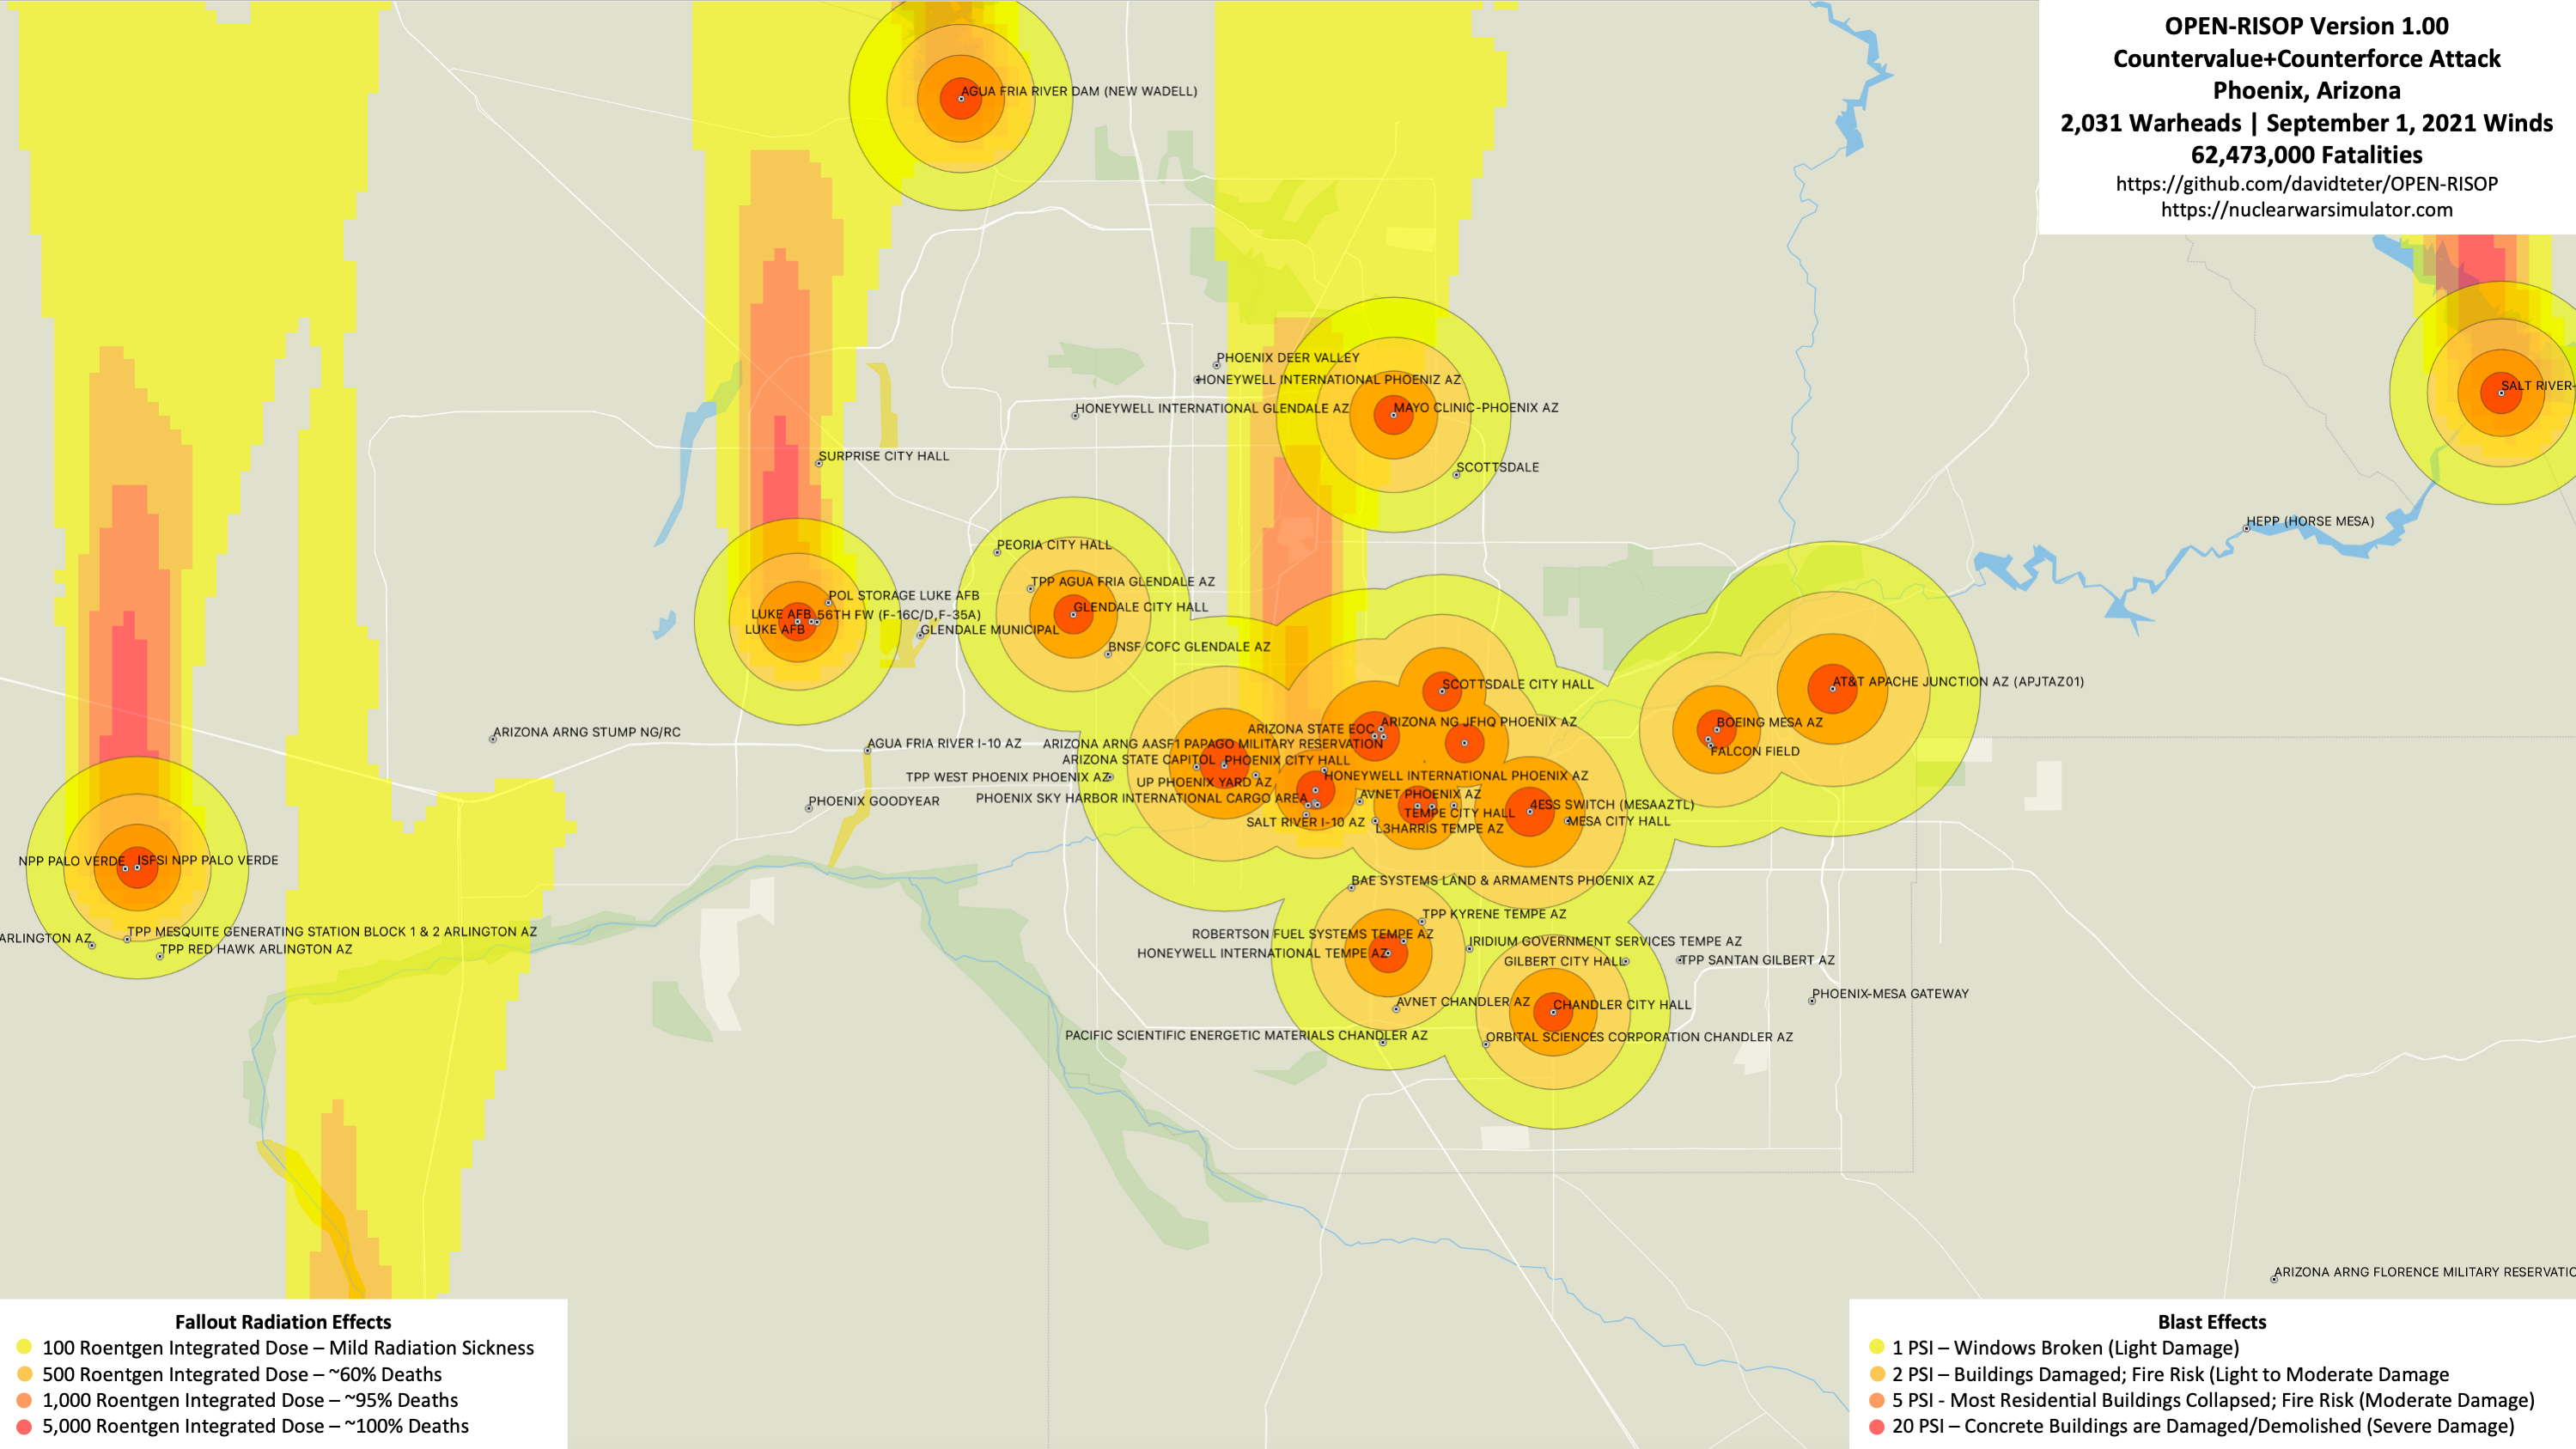 OPEN-RISOP Version 1.00
Countervalue+Counterforce Attack
Phoenix, Arizona
2,031 Warheads | September 1, 2021 Winds
62,473,000 Fatalities
https://github.com/davidteter/OPEN-RISOP
https://nuclearwarsimulator.com
AGUA FRIA RIVER DAM (NEW WADELL)
PHOENIX DEER VALLEY
HONEYWELL INTERNATIONAL PHOENIZ AZ
HONEYWELL INTERNATIONAL GLENDALE AZ
MAYO CLINIC-PHOENIX AZ
SALT RIVER-
SURPRISE CITY HALL
SCOTTSDALE
HEPP (HORSE MESA)
PEORIA CITY HALL
TPP AGUA FRIA GLENDALE AZ
POL STORAGE LUKE AFB
GLENDALE CITY HALL
LUKE AFB
56TH FW (F-16C/D,F-35A)
LUKE AFB
GLENDALE MUNICIPAL
BNSF COFC GLENDALE AZ
SCOTTSDALE CITY HALL
AT&T APACHE JUNCTION AZ (APJTAZ01)
ARIZONA ARNG STUMP NG/RC
ARIZONA STATE EOC
ARIZONA NG JFHQ PHOENIX AZ
BOEING MESA AZ
AGUA FRIA RIVER I-10 AZ
ARIZONA ARNG AASF1 PAPAGO MILITARY RESERVATION
FALCON FIELD
ARIZONA STATE CAPITOL
PHOENIX CITY HALL
TPP WEST PHOENIX PHOENIX AZ
UP PHOENIX YARD AZ
HONEYWELL INTERNATIONAL PHOENIX AZ
PHOENIX GOODYEAR
PHOENIX SKY HARBOR INTERNATIONAL CARGO AREA
AVNET PHOENIX AZ
4ESS SWITCH (MESAAZTL)
TEMPE CITY HALL
SALT RIVER I-10 AZ
L3HARRIS TEMPE AZ
MESA CITY HALL
NPP PALO VERDE
ISFSI NPP PALO VERDE
BAE SYSTEMS LAND & ARMAMENTS PHOENIX AZ
TPP KYRENE TEMPE AZ
ARLINGTON AZ
TPP MESQUITE GENERATING STATION BLOCK 1 & 2 ARLINGTON AZ
TPP RED HAWK ARLINGTON AZ
ROBERTSON FUEL SYSTEMS TEMPE AZ
IRIDIUM GOVERNMENT SERVICES TEMPE AZ
HONEYWELL INTERNATIONAL TEMPE AZ
GILBERT CITY HALL
TPP SANTAN GILBERT AZ
PHOENIX-MESA GATEWAY
AVNET CHANDLER AZ
CHANDLER CITY HALL
PACIFIC SCIENTIFIC ENERGETIC MATERIALS CHANDLER AZ
ORBITAL SCIENCES CORPORATION CHANDLER AZ
ARIZONA ARNG FLORENCE MILITARY RESERVATIO
Fallout Radiation Effects
100 Roentgen Integrated Dose – Mild Radiation Sickness
500 Roentgen Integrated Dose – ~60% Deaths
1,000 Roentgen Integrated Dose – ~95% Deaths
5,000 Roentgen Integrated Dose – ~100% Deaths
Blast Effects
1 PSI – Windows Broken (Light Damage)
2 PSI – Buildings Damaged; Fire Risk (Light to Moderate Damage
5 PSI - Most Residential Buildings Collapsed; Fire Risk (Moderate Damage)
20 PSI – Concrete Buildings are Damaged/Demolished (Severe Damage)